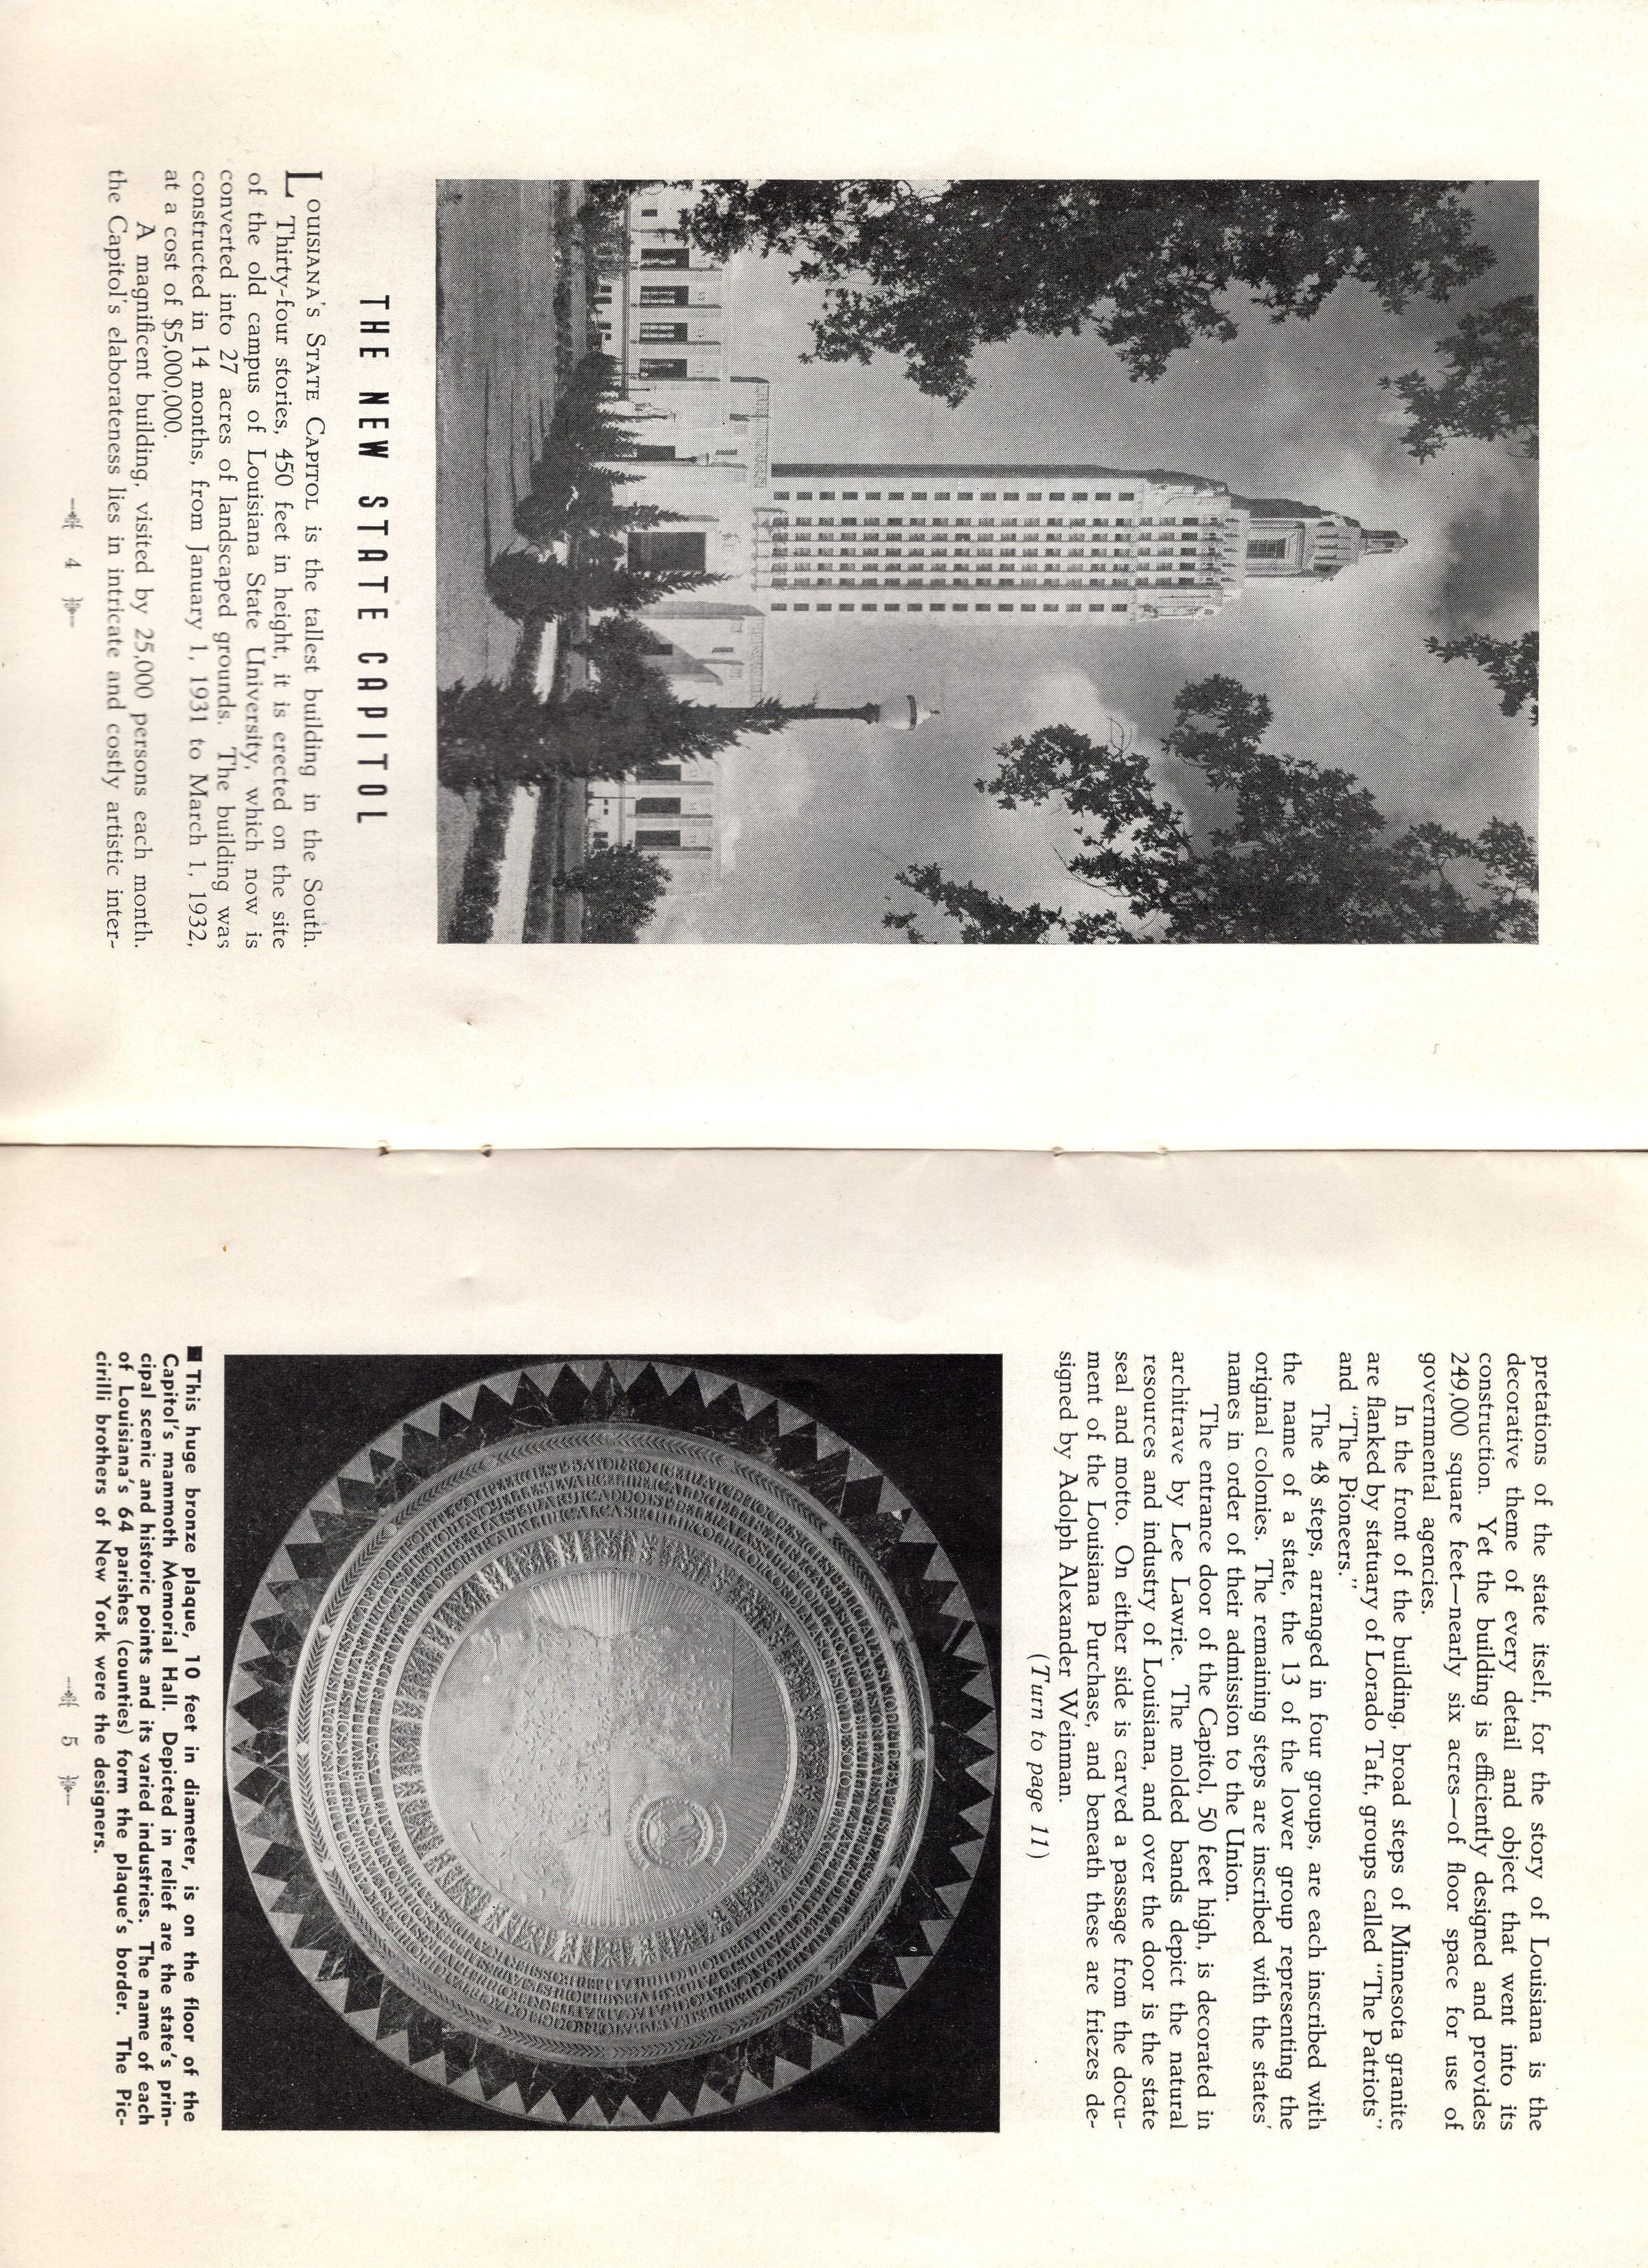 THE NEW STATE CAPITOL
LOUISIANA'S STATE CAPITOL is the tallest building in the South.
Thirty-four stories, 450 feet in height, it is erected on the site
of the old campus of Louisiana State University, which now is
converted into 27 acres of landscaped grounds. The building was
constructed in 14 months, from January 1, 1931 to March 1, 1932,
at a cost of $5,000,000.
A magnificent building, visited by 25,000 persons each month.
the Capitol's elaborateness lies in intricate and costly artistic inter-
4
pretations of the state itself, for the story of Louisiana is the
decorative theme of every detail and object that went into its
construction. Yet the building is efficiently designed and provides
249,000 square feet—nearly six acres—of floor space for use of
governmental agencies.
In the front of the building, broad steps of Minnesota granite
are flanked by statuary of Lorado Taft, groups called "The Patriots"
and "The Pioneers."
The 48 steps, arranged in four groups, are each inscribed with
the name of a state, the 13 of the lower group representing the
original colonies. The remaining steps are inscribed with the states'
names in order of their admission to the Union.
The entrance door of the Capitol, 50 feet high, is decorated in
architrave by Lee Lawrie. The molded bands depict the natural
resources and industry of Louisiana, and over the door is the state
seal and motto. On either side is carved a passage from the docu-
ment of the Louisiana Purchase, and beneath these are friezes de-
signed by Adolph Alexander Weinman.
(Turn to page 11)
■ This huge bronze plaque, 10 feet in diameter, is on the floor of the
Capitol's mammoth Memorial Hall. Depicted in relief are the state's prin-
cipal scenic and historic points and its varied industries. The name of each
of Louisiana's 64 parishes (counties) form the plaque's border. The Pic-
cirilli brothers of New York were the designers.
5